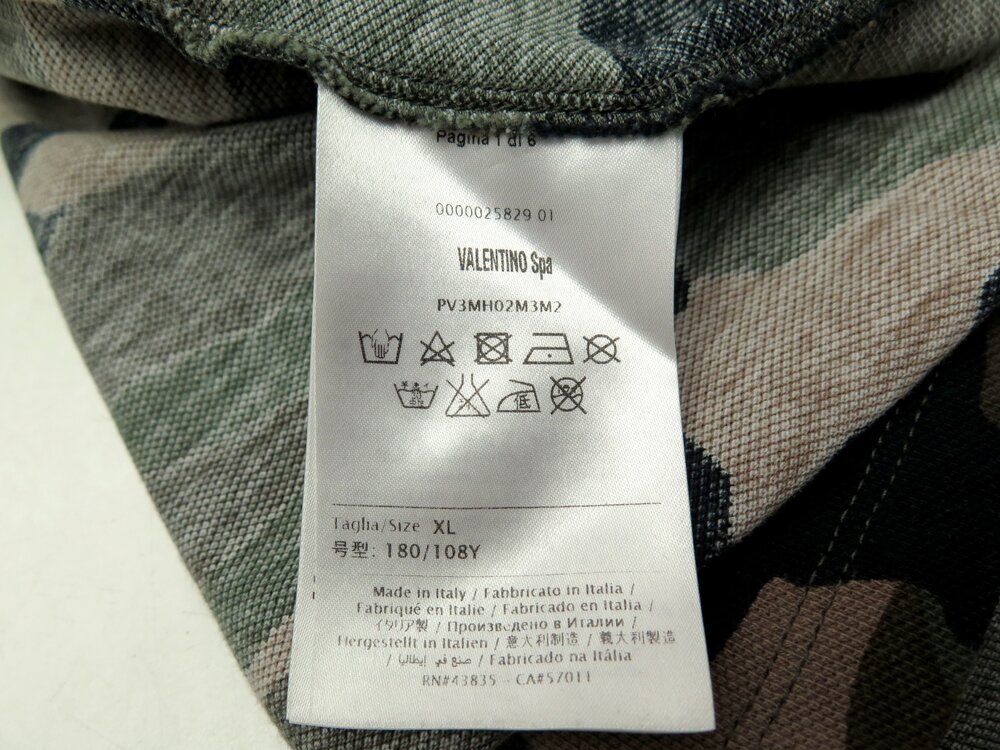 Pagina 1 di 6
0000025829 01
VALENTINO Spa
PV3MH02M3M2
低
Taglia/Size XL
号型: 180/108Y
Made in Italy / Fabbricato in Italia /
Fabriqué en Italie / Fabricado en Italia /
イタリア製 / Произведено в Италии /
Hergestellt in Italien / 意大利制造 / 義大利製造
/ صنع في إيطاليا / Fabricado na Itália
RN#43835 - CA#57011